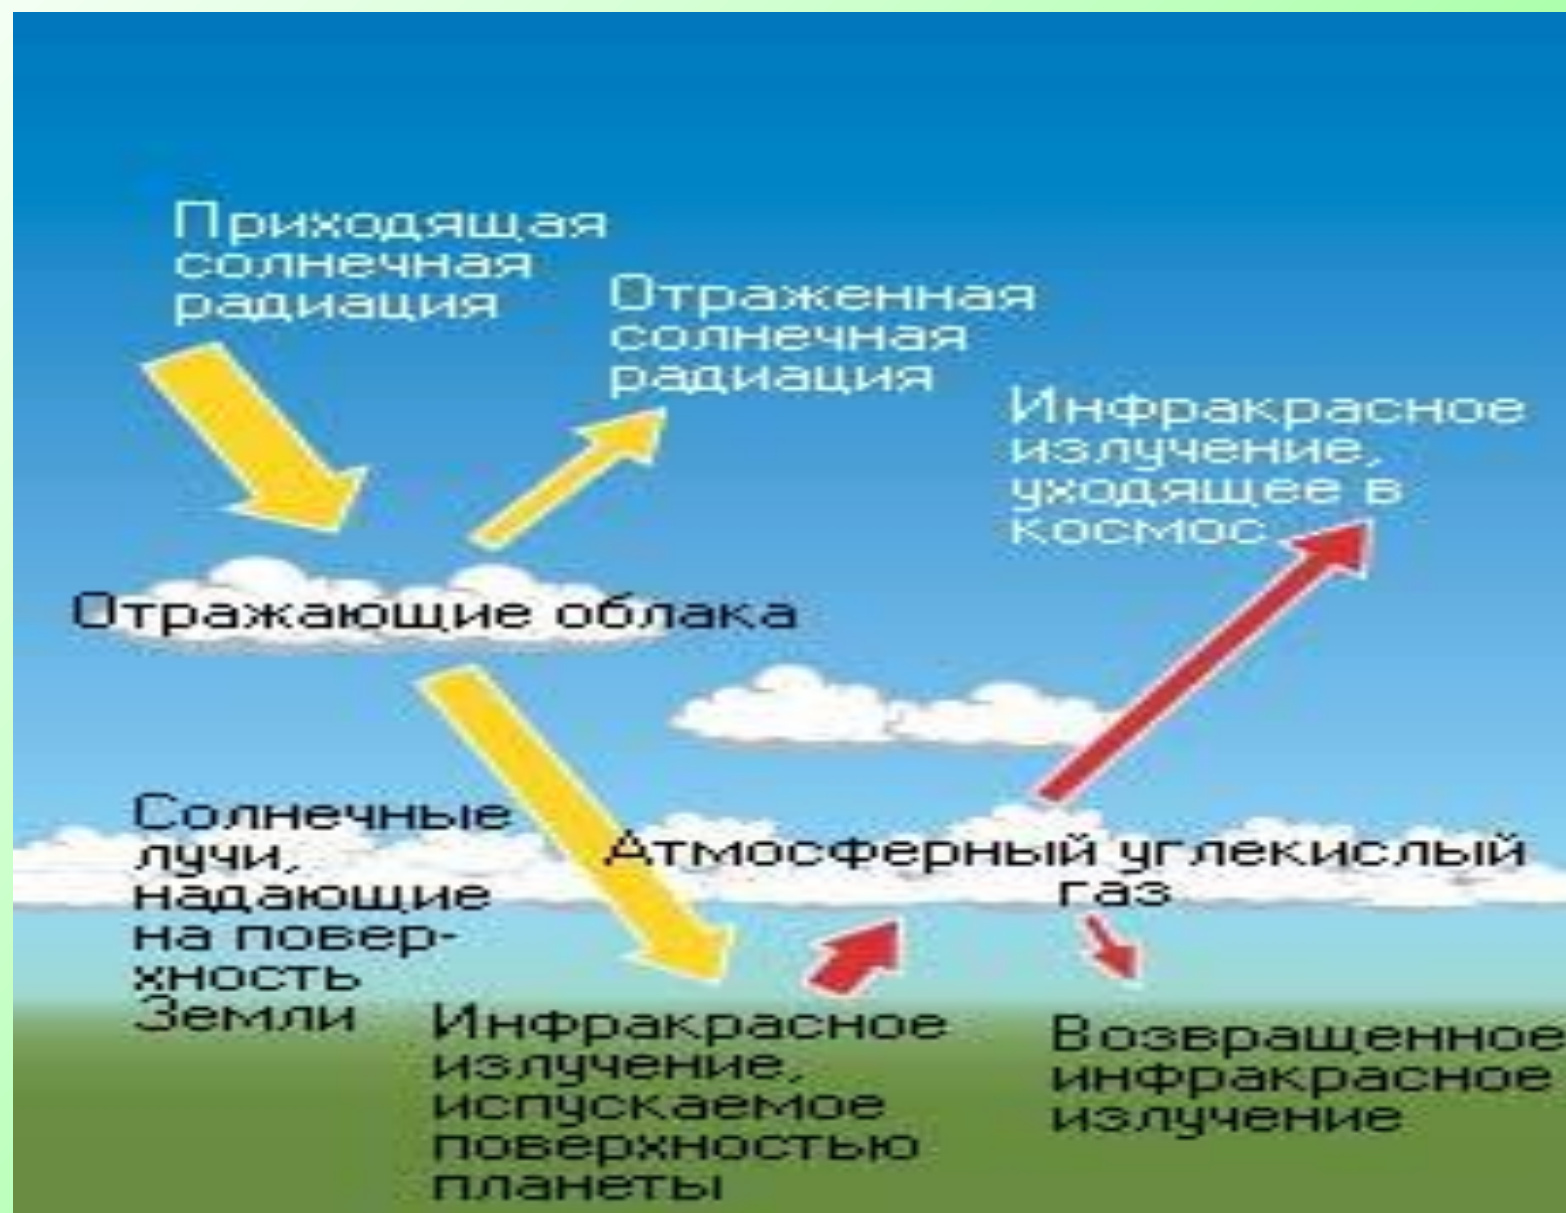 Приходящая
солнечная
радиация
Отраженная
солнечная
радиация
Инфракрасное
излучение,
уходящее в
космос
Отражающие облака
Солнечные
лучи,
надающие
на повер-
хность
Земли
Атмосферный углекислый
газ
Инфракрасное
излучение,
испускаемое
поверхностью
планеты
Возвращенное
инфракрасное
излучение